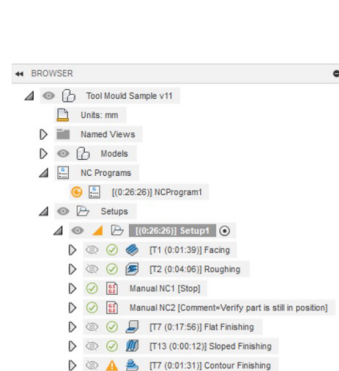 BROWSER
Tool Mould Sample v11
Units: mm
Named Views
Models
NC Programs
[(0:26:26)] NCProgram1
Setups
[(0:26:26)] Setup1
[T1 (0:01:39)] Facing
[T2 (0:04:06)] Roughing
Manual NC1 [Stop]
Manual NC2 [Comment=Verify part is still in position]
[T7 (0:17:56)] Flat Finishing
[T13 (0:00:12)] Sloped Finishing
[T7 (0:01:31)] Contour Finishing